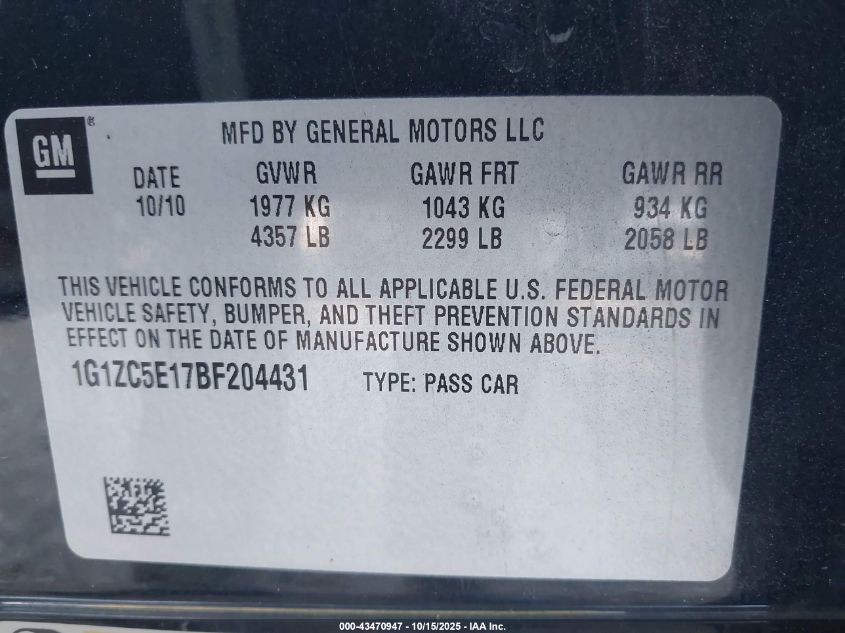 GM ®
MFD BY GENERAL MOTORS LLC
DATE GVWR GAWR FRT GAWR RR
10/10 1977 KG 1043 KG 934 KG
4357 LB 2299 LB 2058 LB
THIS VEHICLE CONFORMS TO ALL APPLICABLE U.S. FEDERAL MOTOR
VEHICLE SAFETY, BUMPER, AND THEFT PREVENTION STANDARDS IN
EFFECT ON THE DATE OF MANUFACTURE SHOWN ABOVE.
1G1ZC5E17BF204431 TYPE: PASS CAR
000-43470947 - 10/15/2025 - IAA Inc.